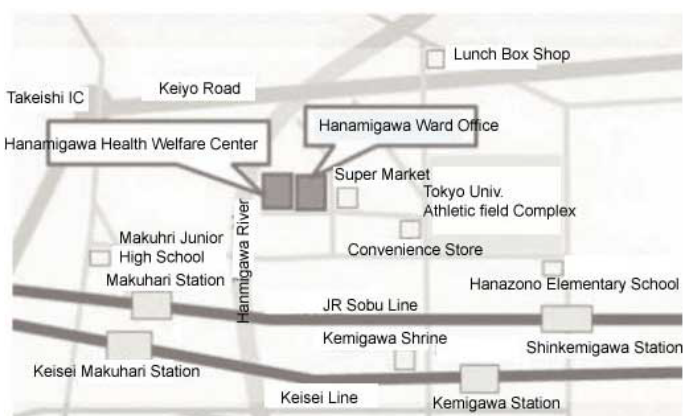 Lunch Box Shop
Keiyo Road
Takeishi IC
Hanamigawa Ward Office
Hanamigawa Health Welfare Center
Super Market
Tokyo Univ.
Athletic field Complex
Hanmigawa River
Makuhri Junior
High School
Convenience Store
Makuhari Station
Hanazono Elementary School
JR Sobu Line
Kemigawa Shrine
Shinkemigawa Station
Keisei Makuhari Station
Keisei Line
Kemigawa Station